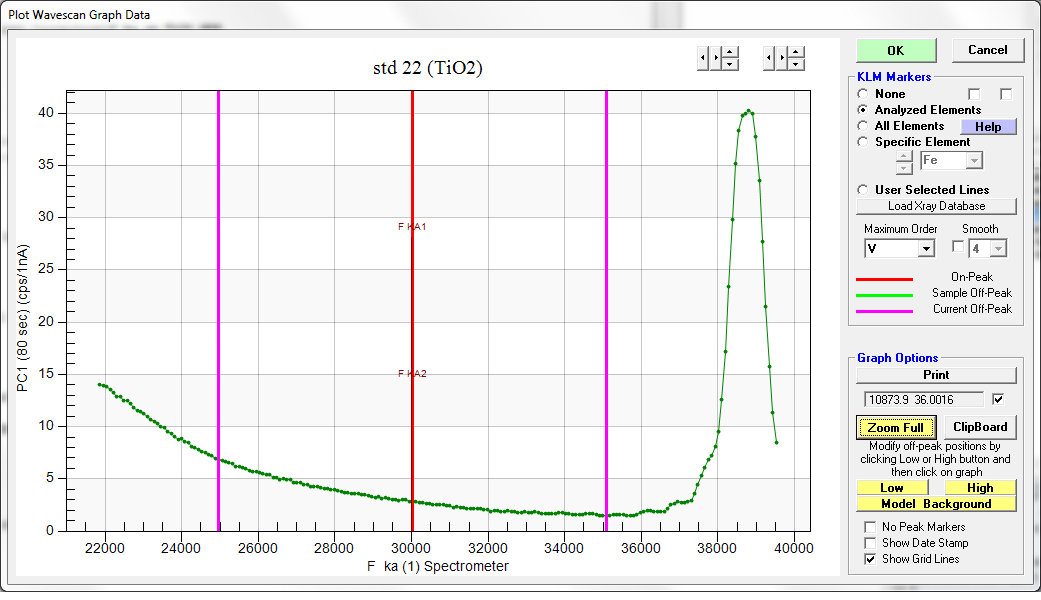 Plot Wavescan Graph Data
std 22 (TiO2)
PC1 (80 sec) (cps/1nA)
40
35
30
25
20
15
10
5
0
F KA1
F KA2
22000 24000 26000 28000 30000 32000 34000 36000 38000 40000
F ka (1) Spectrometer
OK Cancel
KLM Markers
None
Analyzed Elements
All Elements Help
Specific Element
Fe
User Selected Lines
Load Xray Database
Maximum Order Smooth
V 4
On-Peak
Sample Off-Peak
Current Off-Peak
Graph Options
Print
10873.9 36.0016
Zoom Full ClipBoard
Modify off-peak positions by
clicking Low or High button and
then click on graph
Low High
Model Background
No Peak Markers
Show Date Stamp
Show Grid Lines